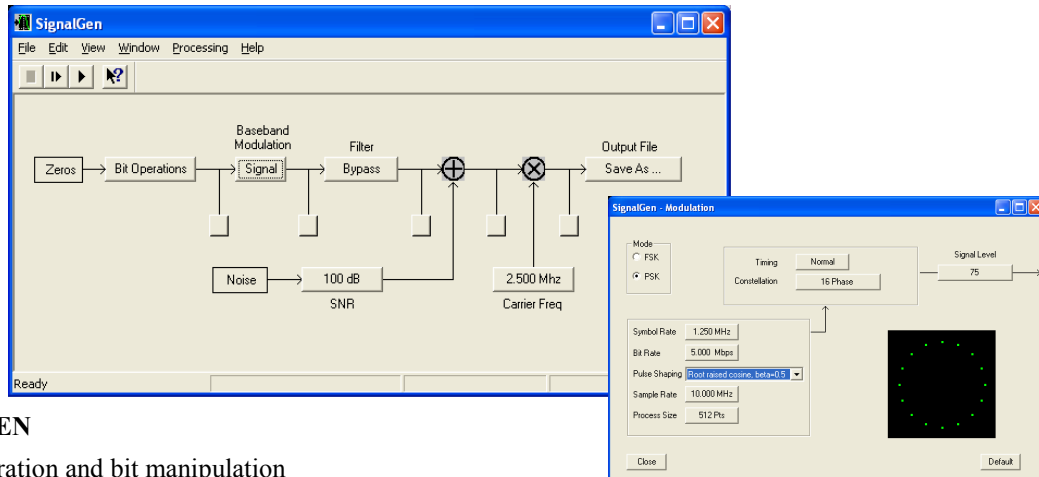 SignalGen
File Edit View Window Processing Help
Baseband
Modulation
Filter
Output File
Zeros
Bit Operations
Signal
Bypass
Save As ...
Noise
100 dB
2.500 Mhz
SNR
Carrier Freq
Ready
SignalGen - Modulation
Mode
FSK
PSK
Timing
Normal
Constellation
16 Phase
Signal Level
75
Symbol Rate 1.250 MHz
Bit Rate 5.000 Mbps
Pulse Shaping Root raised cosine, beta=0.5
Sample Rate 10.000 MHz
Process Size 512 Pts
Close
Default
EN
ration and bit manipulation